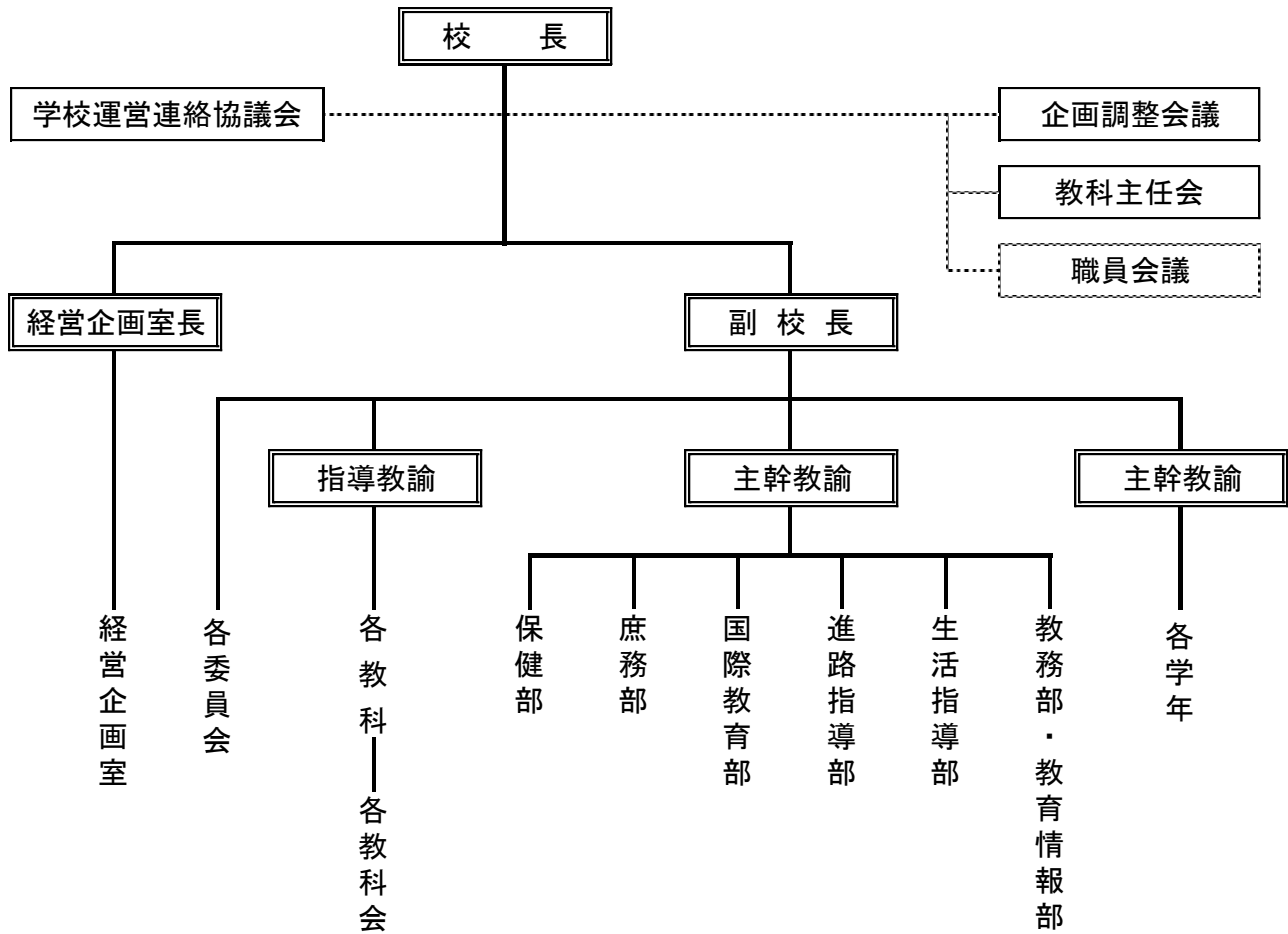 校　長
学校運営連絡協議会
企画調整会議
教科主任会
職員会議
経営企画室長
副校長
指導教諭
主幹教諭
主幹教諭
経営企画室
各委員会
各教科
各教科会
保健部
庶務部
国際教育部
進路指導部
生活指導部
教務部・教育情報部
各学年